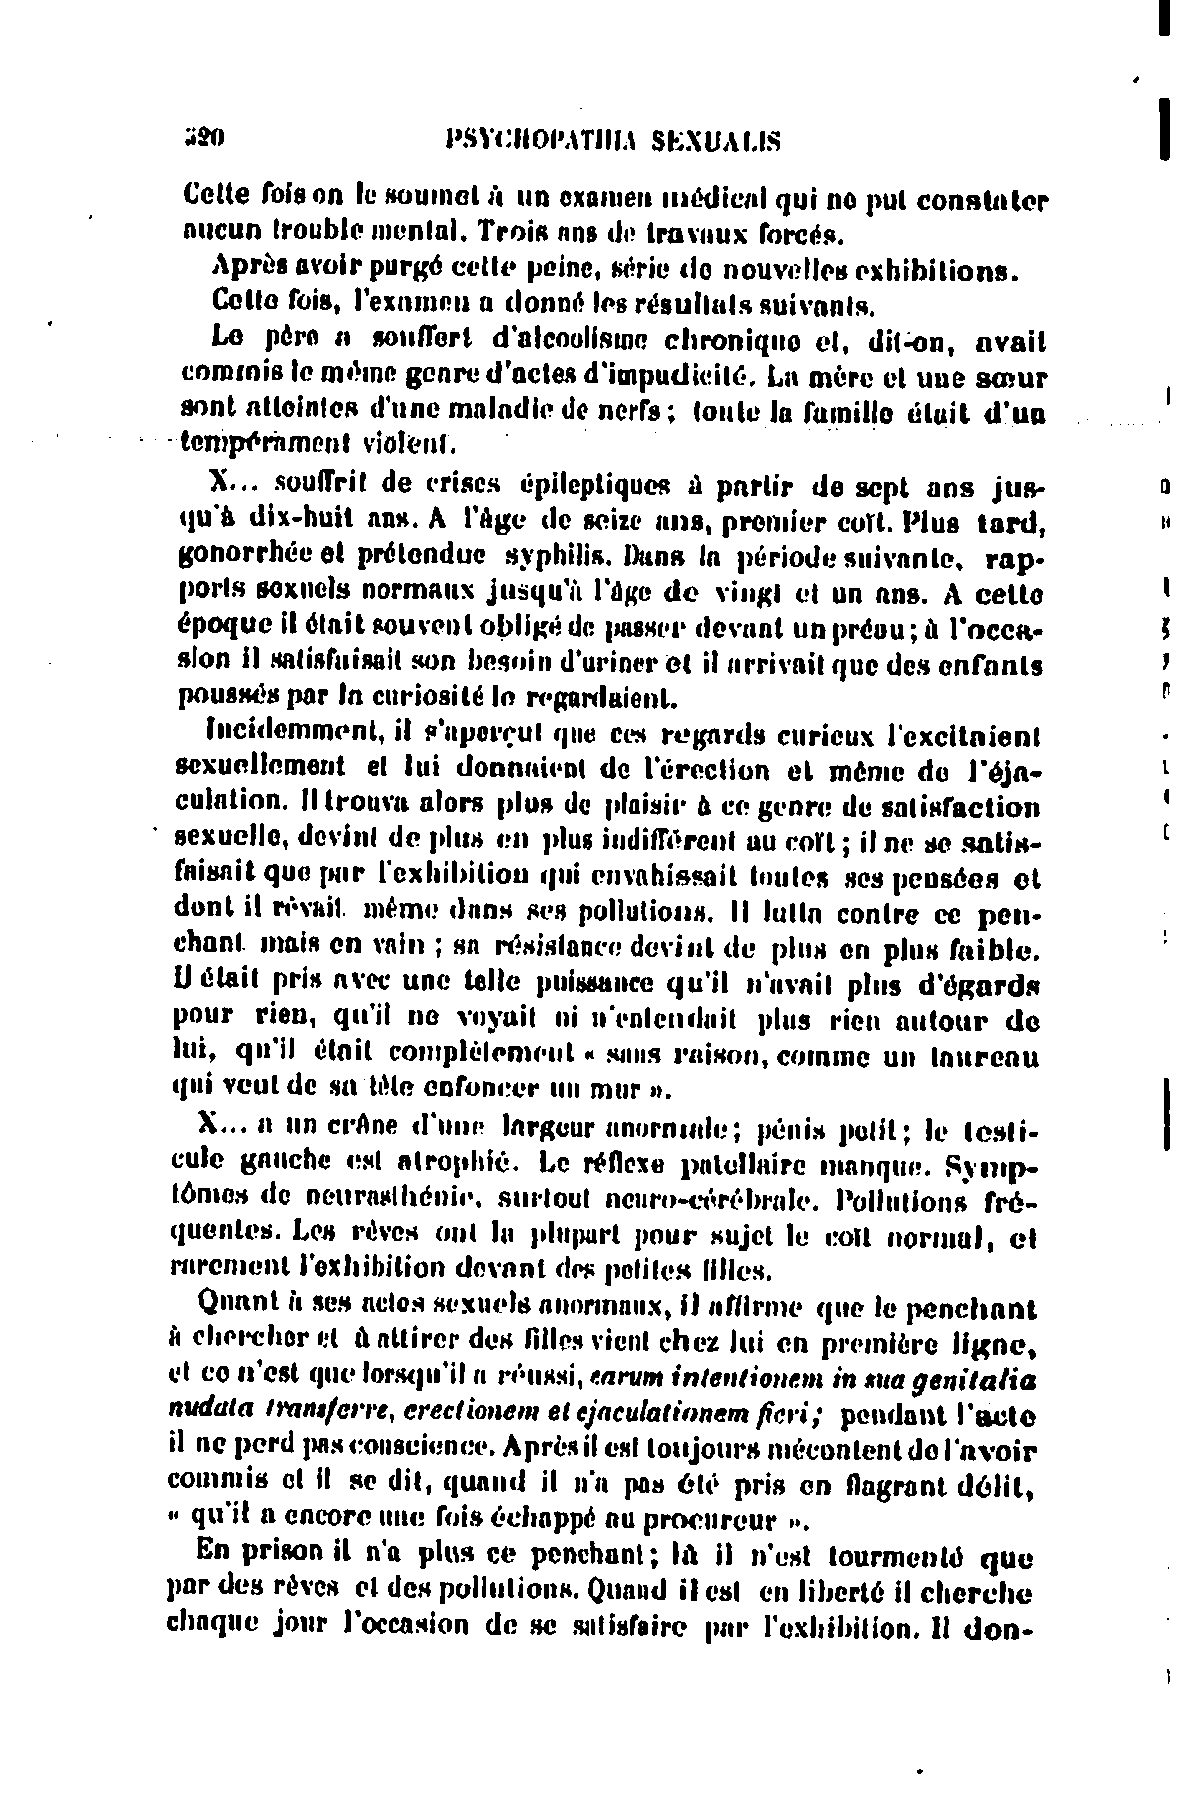 520 PSYCHOPATHIA SEXUALIS
Cette fois on le soumet à un examen médical qui ne put constater
aucun trouble mental. Trois ans de travaux forcés.
Après avoir purgé cette peine, série de nouvelles exhibitions.
Cette fois, l'examen a donné les résultats suivants.
Le père a souffert d'alcoolisme chronique et, dit-on, avait
commis le même genre d'actes d'impudicité. La mère et une sœur
sont atteintes d'une maladie de nerfs ; toute la famille était d'un
tempérament violent.
X... souffrit de crises épileptiques à partir de sept ans jus-
qu'à dix-huit ans. A l'âge de seize ans, premier coït. Plus tard,
gonorrhée et prétendue syphilis. Dans la période suivante, rap-
ports sexuels normaux jusqu'à l'âge de vingt et un ans. A cette
époque il était souvent obligé de passer devant un préau ; à l'occa-
sion il satisfaisait son besoin d'uriner et il arrivait que des enfants
poussés par la curiosité le regardaient.
Incidemment, il s'aperçut que ces regards curieux l'excitaient
sexuellement et lui donnaient de l'érection et même de l'éja-
culation. Il trouva alors plus de plaisir à ce genre de satisfaction
sexuelle, devint de plus en plus indifférent au coït ; il ne se satis-
faisait que par l'exhibition qui envahissait toutes ses pensées et
dont il rêvait même dans ses pollutions. Il lutta contre ce pen-
chant mais en vain ; sa résistance devint de plus en plus faible.
Il était pris avec une telle puissance qu'il n'avait plus d'égards
pour rien, qu'il ne voyait ni n'entendait plus rien autour de
lui, qu'il était complètement « sans raison, comme un taureau
qui veut de sa tête enfoncer un mur ».
X... a un crâne d'une largeur anormale ; pénis petit ; le testi-
cule gauche est atrophié. Le réflexe patellaire manque. Symp-
tômes de neurasthénie, surtout neuro-cérébrale. Pollutions fré-
quentes. Les rêves ont la plupart pour sujet le coït normal, et
rarement l'exhibition devant des petites filles.
Quant à ses actes sexuels anormaux, il affirme que le penchant
à chercher et à attirer des filles vient chez lui en première ligne,
et ce n'est que lorsqu'il a réussi, earum intentionem in sua genitalia
nudata transferre, erectionem et ejaculationem fieri ; pendant l'acte
il ne perd pas conscience. Après il est toujours mécontent de l'avoir
commis et il se dit, quand il n'a pas été pris en flagrant délit,
« qu'il a encore une fois échappé au procureur ».
En prison il n'a plus ce penchant ; là il n'est tourmenté que
par des rêves et des pollutions. Quand il est en liberté il cherche
chaque jour l'occasion de se satisfaire par l'exhibition. Il don-